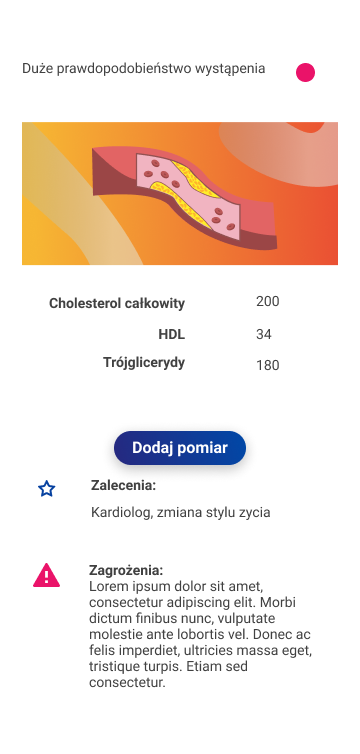 Duże prawdopodobieństwo wystąpenia
Cholesterol całkowity 200
HDL 34
Trójglicerydy 180
Dodaj pomiar
Zalecenia:
Kardiolog, zmiana stylu zycia
Zagrożenia:
Lorem ipsum dolor sit amet,
consectetur adipiscing elit. Morbi
dictum finibus nunc, vulputate
molestie ante lobortis vel. Donec ac
felis imperdiet, ultricies massa eget,
tristique turpis. Etiam sed
consectetur.